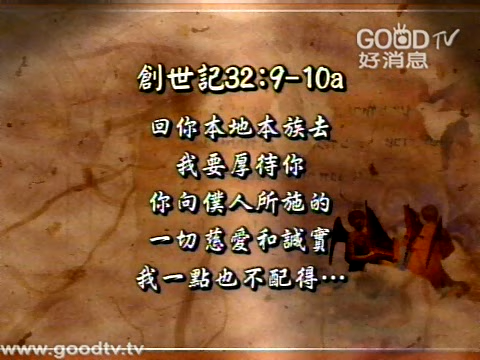 GOOD TV
好消息
創世記32:9-10a
回你本地本族去
我要厚待你
你向僕人所施的
一切慈愛和誠實
我一點也不配得…
www.goodtv.tv